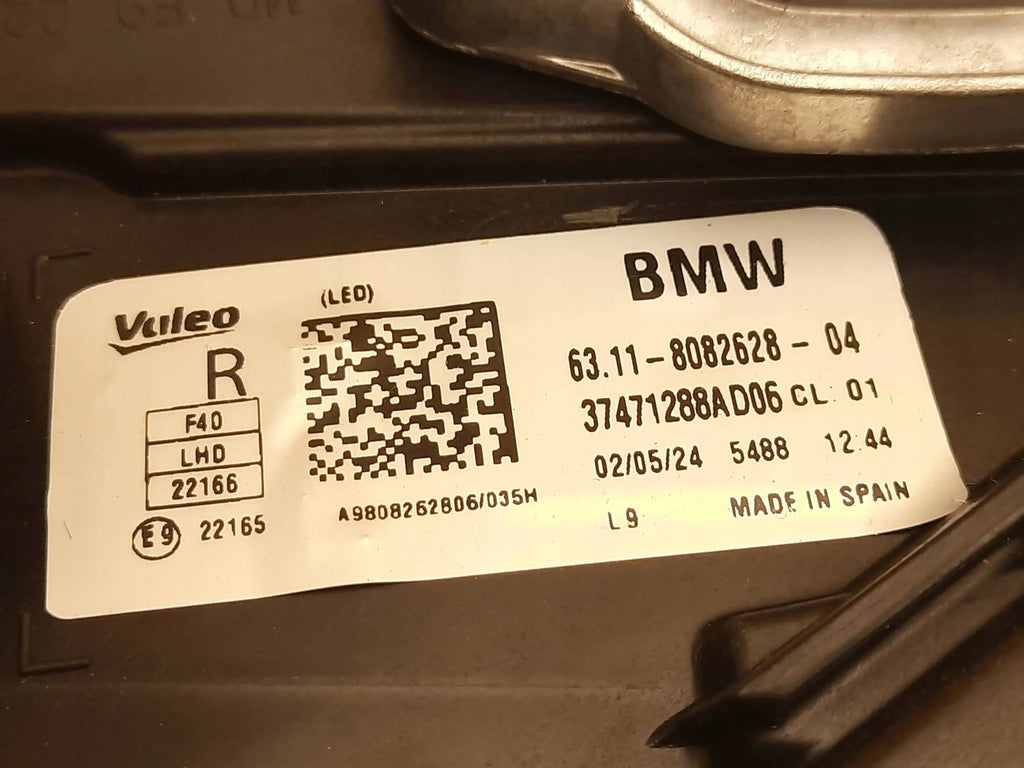 Valeo
R
F40
LHD
22166
E9 22165
(LED)
A9808262806/035H
BMW
63.11-8082628-04
37471288AD06 CL: 01
02/05/24 5488 12:44
L9 MADE IN SPAIN